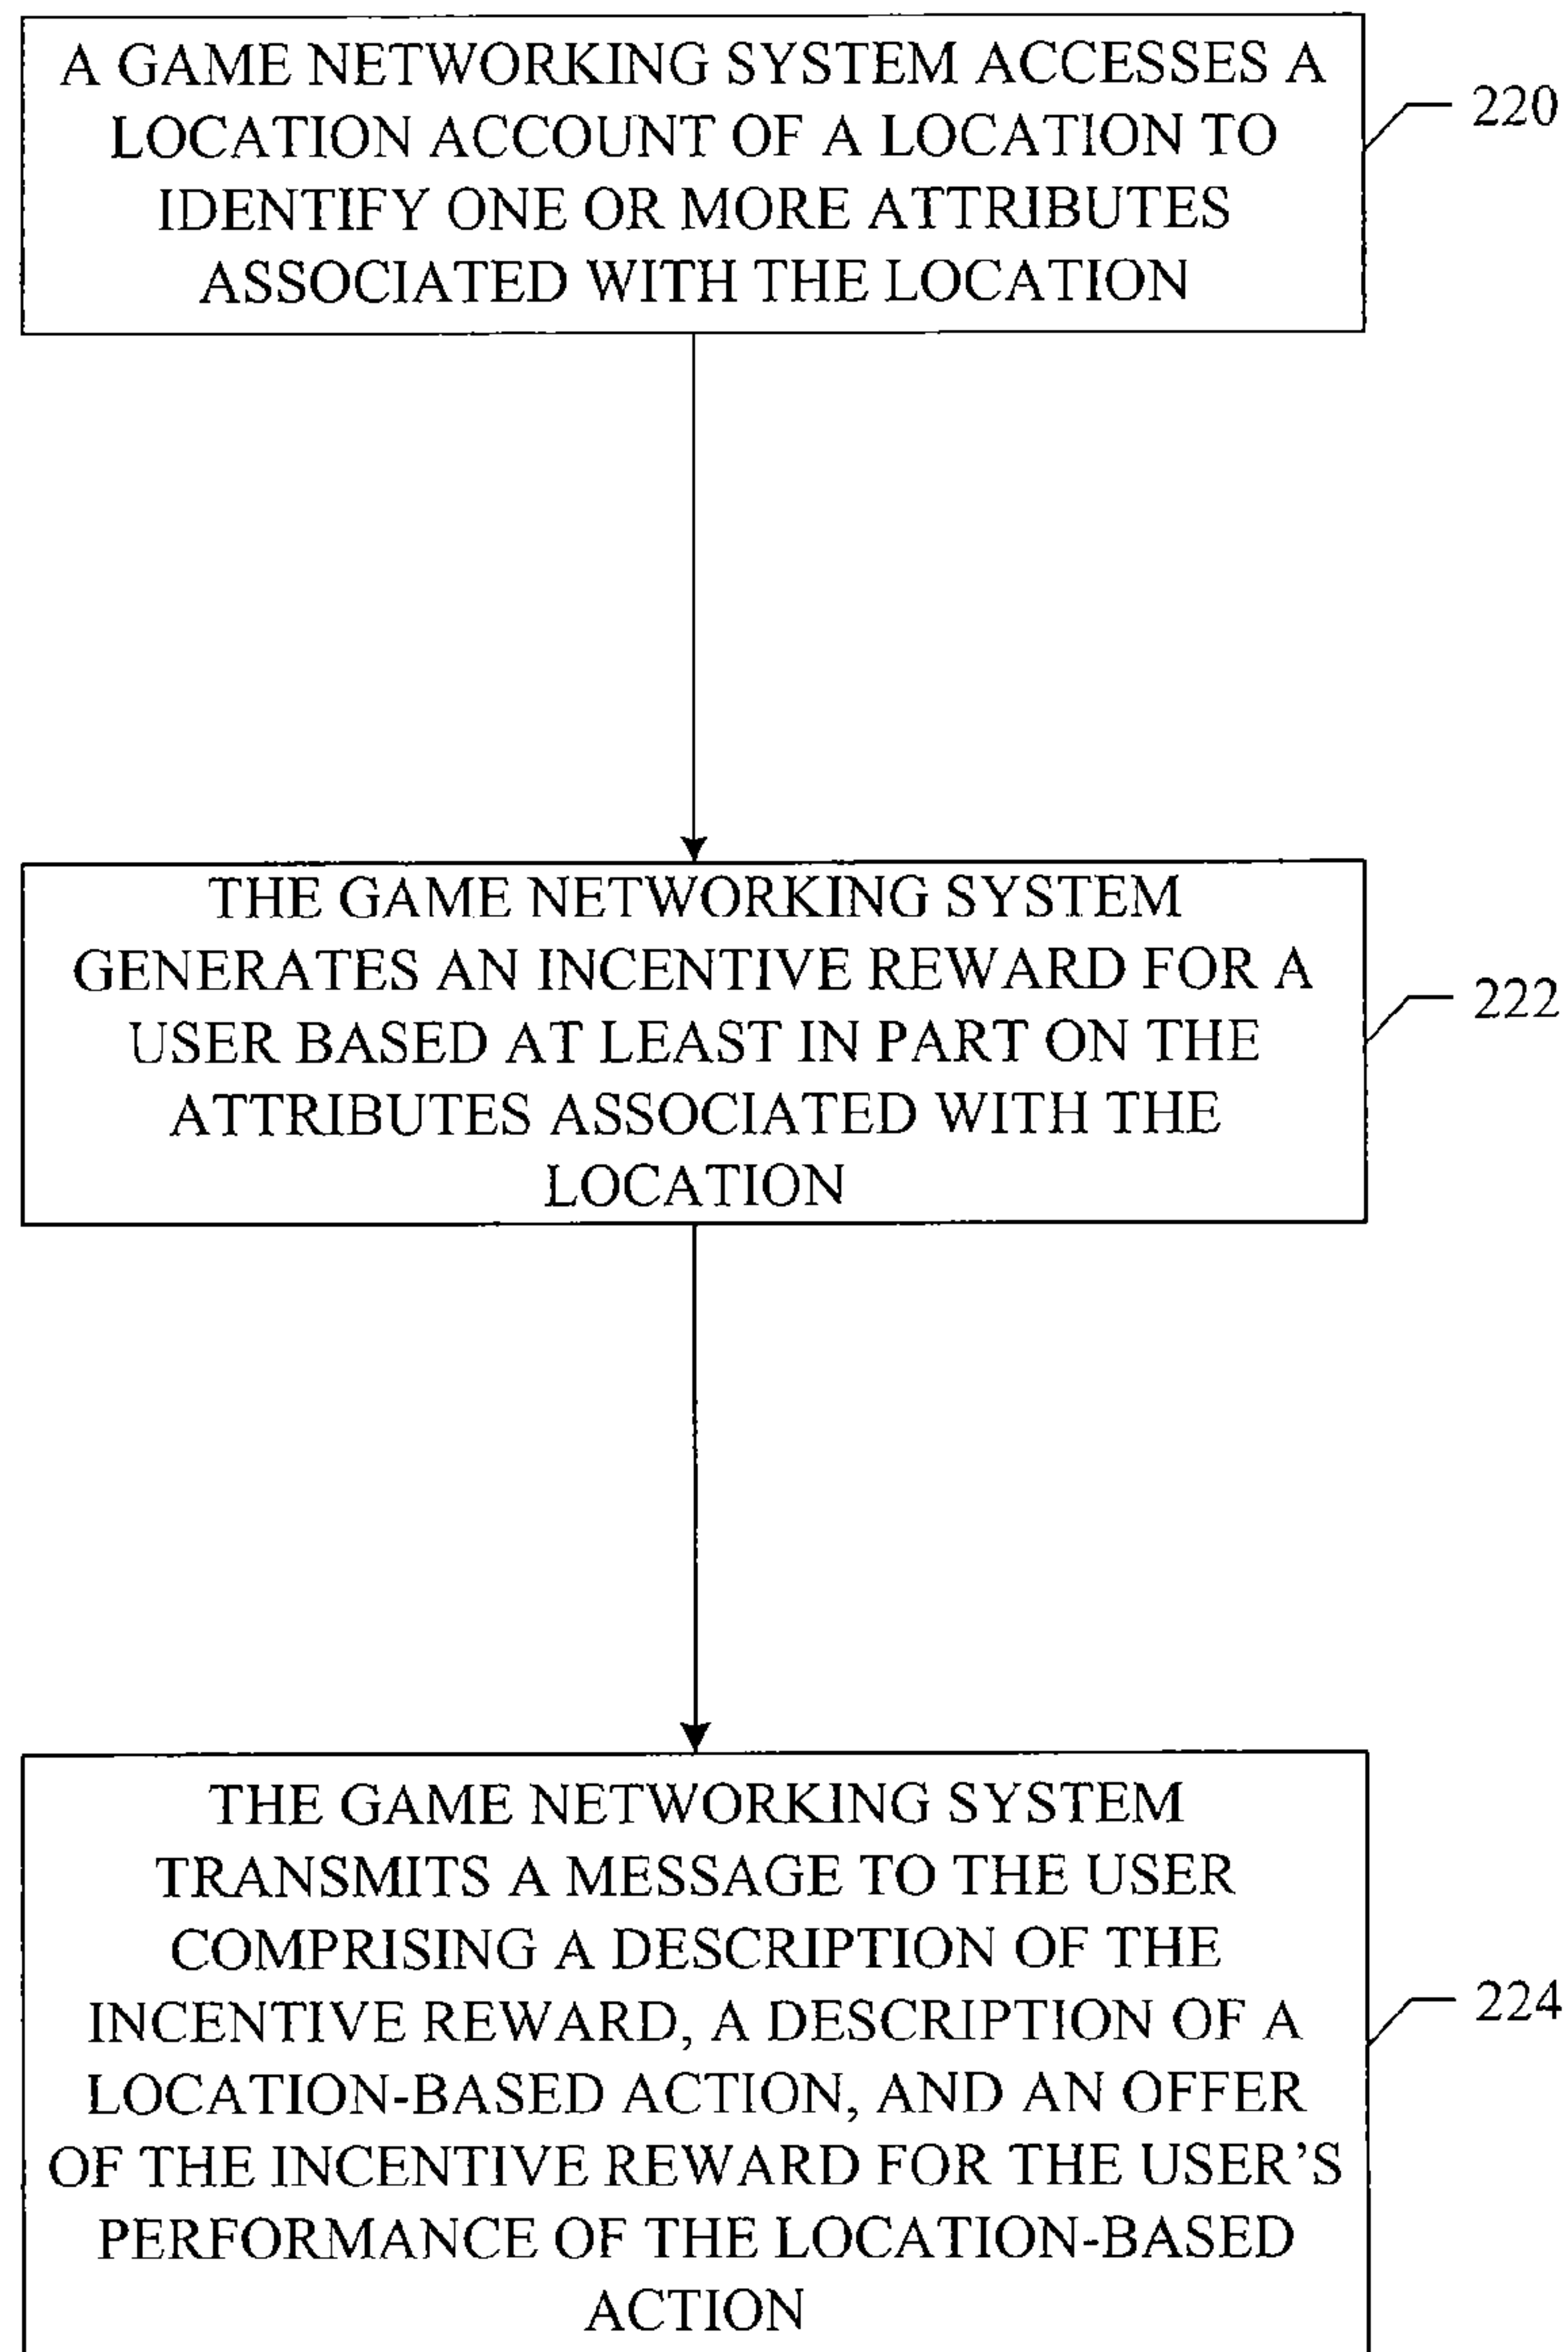 A GAME NETWORKING SYSTEM ACCESSES A
LOCATION ACCOUNT OF A LOCATION TO
IDENTIFY ONE OR MORE ATTRIBUTES
ASSOCIATED WITH THE LOCATION
220
THE GAME NETWORKING SYSTEM
GENERATES AN INCENTIVE REWARD FOR A
USER BASED AT LEAST IN PART ON THE
ATTRIBUTES ASSOCIATED WITH THE
LOCATION
222
THE GAME NETWORKING SYSTEM
TRANSMITS A MESSAGE TO THE USER
COMPRISING A DESCRIPTION OF THE
INCENTIVE REWARD, A DESCRIPTION OF A
LOCATION-BASED ACTION, AND AN OFFER
OF THE INCENTIVE REWARD FOR THE USER'S
PERFORMANCE OF THE LOCATION-BASED
ACTION
224